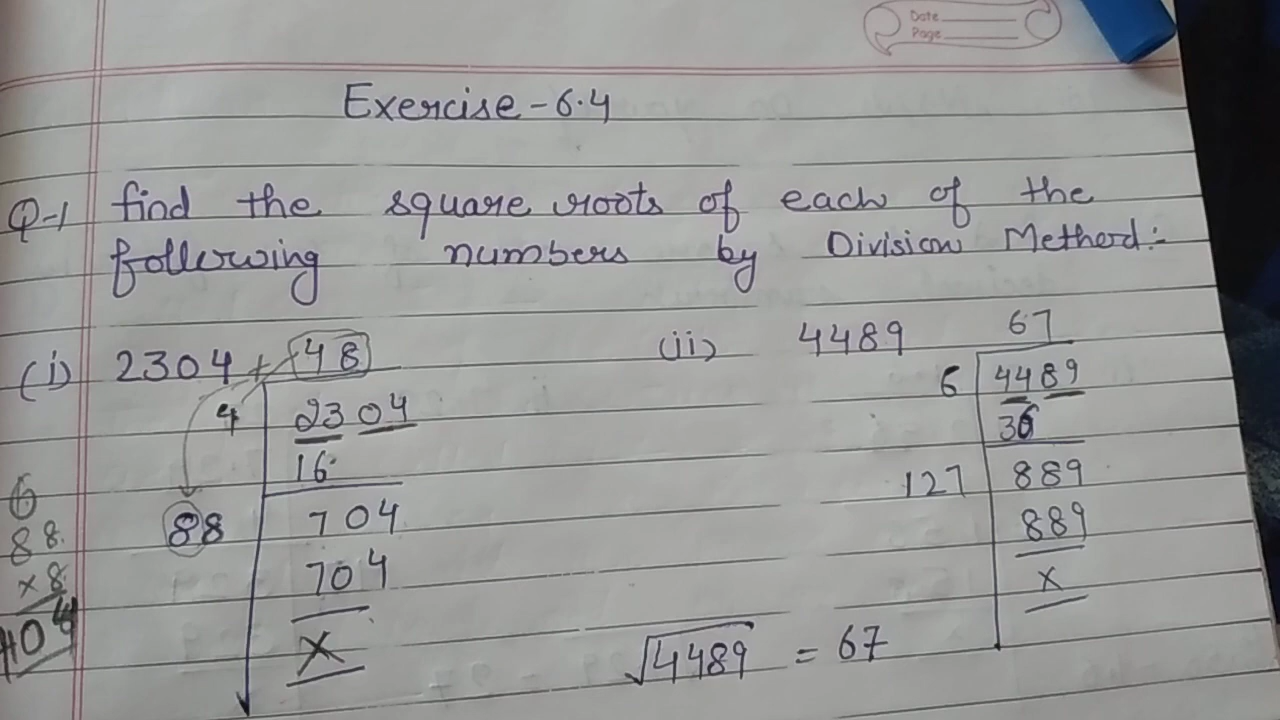 Date
Page
Exercise - 6.4
Q-1 find the square roots of each of the
following numbers by Division Method:-
(i) 2304 48
4 2304
16
88 704
704
x
6
88
x 8
704
(ii) 4489 67
6 4489
36
127 889
889
x
√4489 = 67